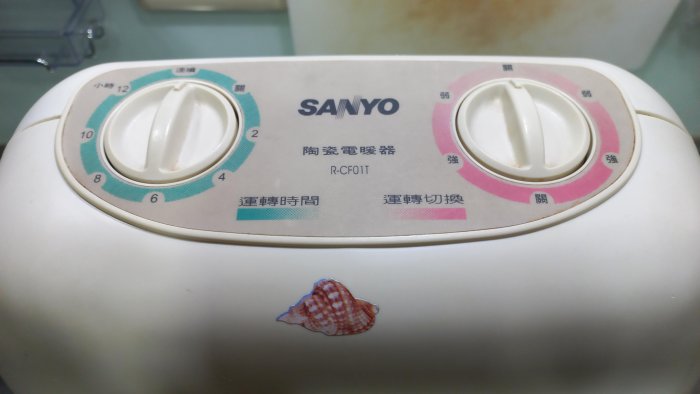 連續
關
2
4
6
8
10
12
小時
運轉時間
SANYO
陶瓷電暖器
R-CF01T
關
弱
強
關
強
弱
運轉切換